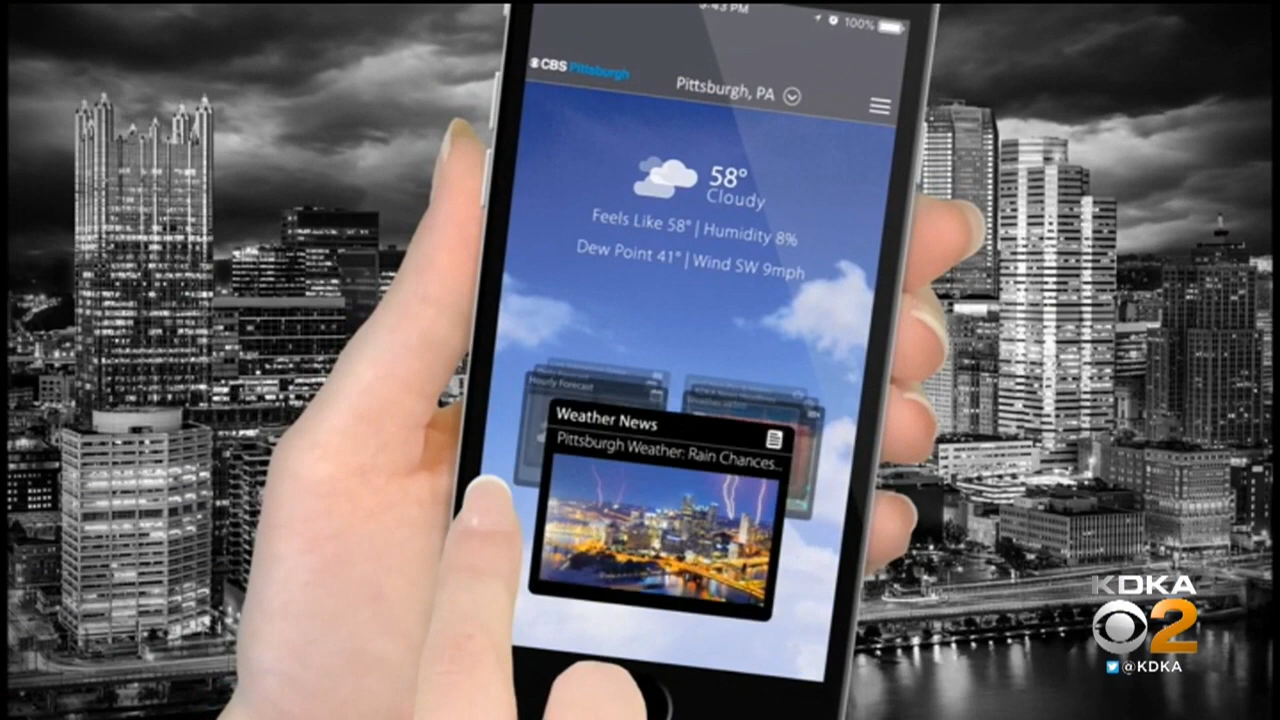 100%
CBS Pittsburgh
Pittsburgh, PA
58°
Cloudy
Feels Like 58° | Humidity 8%
Dew Point 41° | Wind SW 9mph
Hourly Forecast
Weather News
Pittsburgh Weather: Rain Chances..
KDKA
2
@KDKA